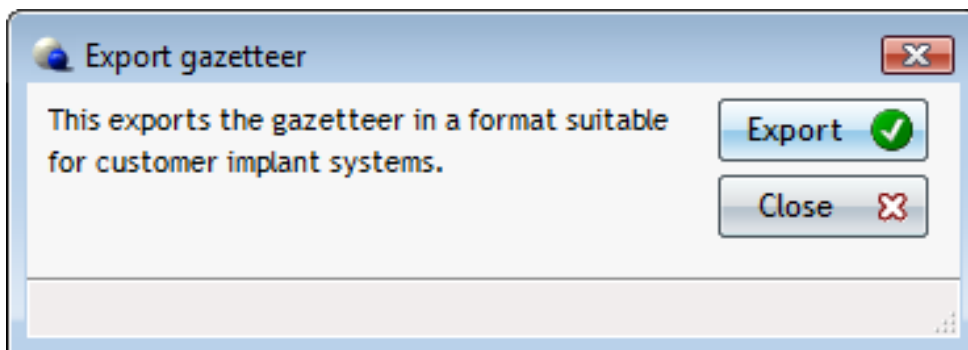 Export gazetteer
This exports the gazetteer in a format suitable
for customer implant systems.
Export
Close